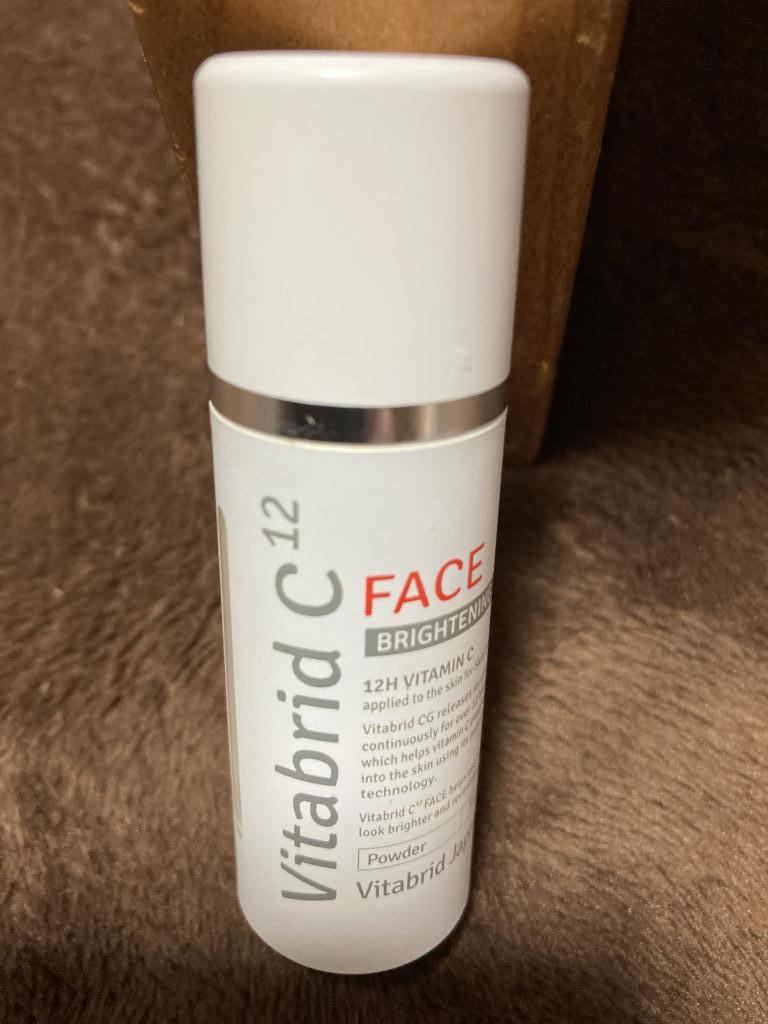 Vitabrid C12
FACE
BRIGHTENING
12H VITAMIN C
applied to the skin for
Vitabrid CG releases
continuously for over
which helps vitamin C
into the skin using its
technology.
Vitabrid C12 FACE helps
look brighter and
Powder
Vitabrid